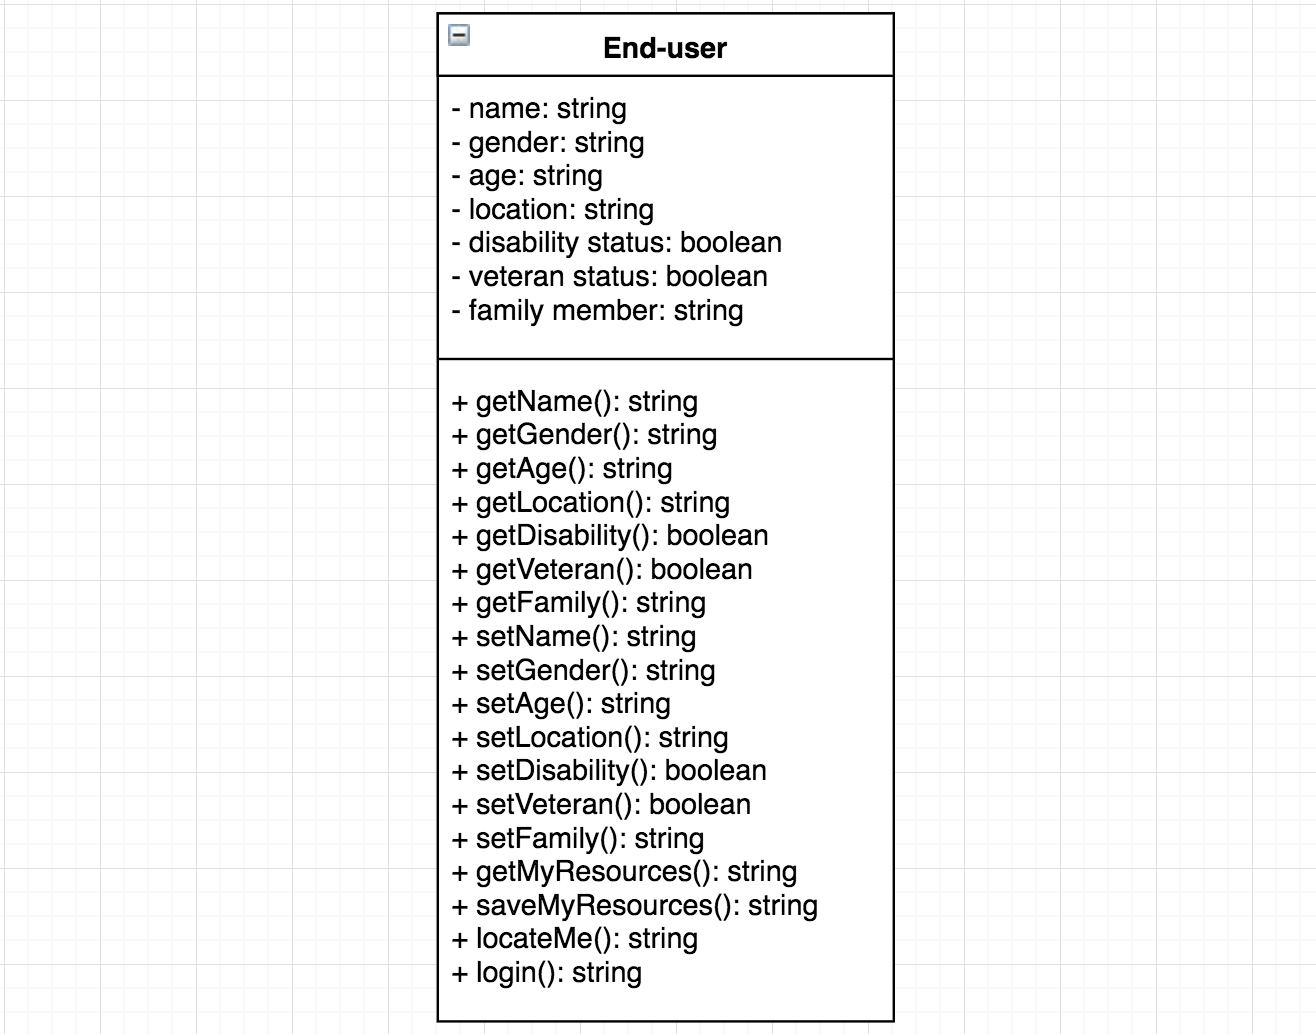 End-user
- name: string
- gender: string
- age: string
- location: string
- disability status: boolean
- veteran status: boolean
- family member: string
+ getName(): string
+ getGender(): string
+ getAge(): string
+ getLocation(): string
+ getDisability(): boolean
+ getVeteran(): boolean
+ getFamily(): string
+ setName(): string
+ setGender(): string
+ setAge(): string
+ setLocation(): string
+ setDisability(): boolean
+ setVeteran(): boolean
+ setFamily(): string
+ getMyResources(): string
+ saveMyResources(): string
+ locateMe(): string
+ login(): string